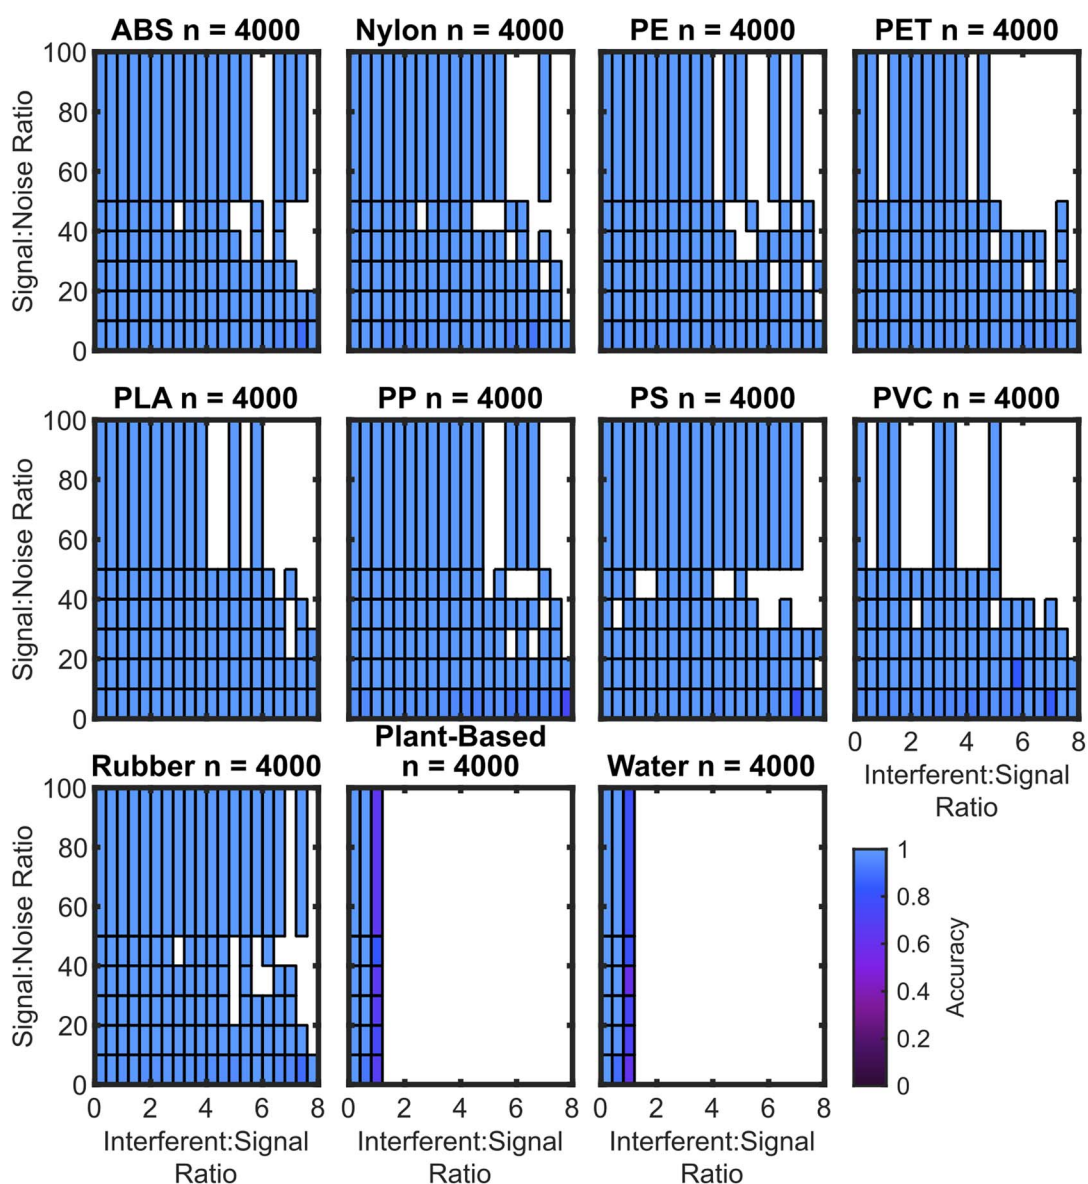 ABS n = 4000 Nylon n = 4000 PE n = 4000 PET n = 4000
100
80
60
40
20
0
Signal:Noise Ratio
PLA n = 4000 PP n = 4000 PS n = 4000 PVC n = 4000
100
80
60
40
20
0
Signal:Noise Ratio
0 2 4 6 8
Interferent:Signal
Ratio
Rubber n = 4000
Plant-Based
n = 4000
Water n = 4000
100
80
60
40
20
0
Signal:Noise Ratio
0 2 4 6 8
Interferent:Signal
Ratio
0 2 4 6 8
Interferent:Signal
Ratio
0 2 4 6 8
Interferent:Signal
Ratio
1
0.8
0.6
0.4
0.2
0
Accuracy